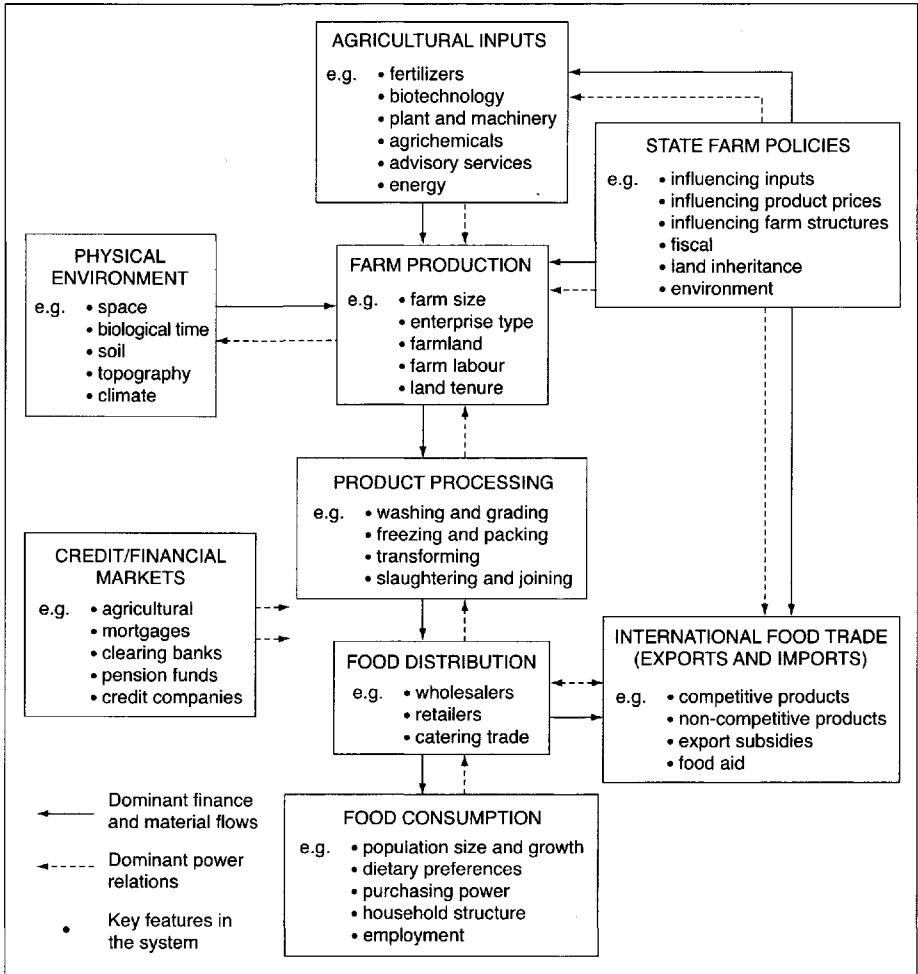 AGRICULTURAL INPUTS
e.g. • fertilizers
• biotechnology
• plant and machinery
• agrichemicals
• advisory services
• energy
STATE FARM POLICIES
e.g. • influencing inputs
• influencing product prices
• influencing farm structures
• fiscal
• land inheritance
• environment
PHYSICAL
ENVIRONMENT
e.g. • space
• biological time
• soil
• topography
• climate
FARM PRODUCTION
e.g. • farm size
• enterprise type
• farmland
• farm labour
• land tenure
PRODUCT PROCESSING
e.g. • washing and grading
• freezing and packing
• transforming
• slaughtering and joining
CREDIT/FINANCIAL
MARKETS
e.g. • agricultural
• mortgages
• clearing banks
• pension funds
• credit companies
FOOD DISTRIBUTION
e.g. • wholesalers
• retailers
• catering trade
INTERNATIONAL FOOD TRADE
(EXPORTS AND IMPORTS)
e.g. • competitive products
• non-competitive products
• export subsidies
• food aid
FOOD CONSUMPTION
e.g. • population size and growth
• dietary preferences
• purchasing power
• household structure
• employment
Dominant finance
and material flows
Dominant power
relations
• Key features in
the system